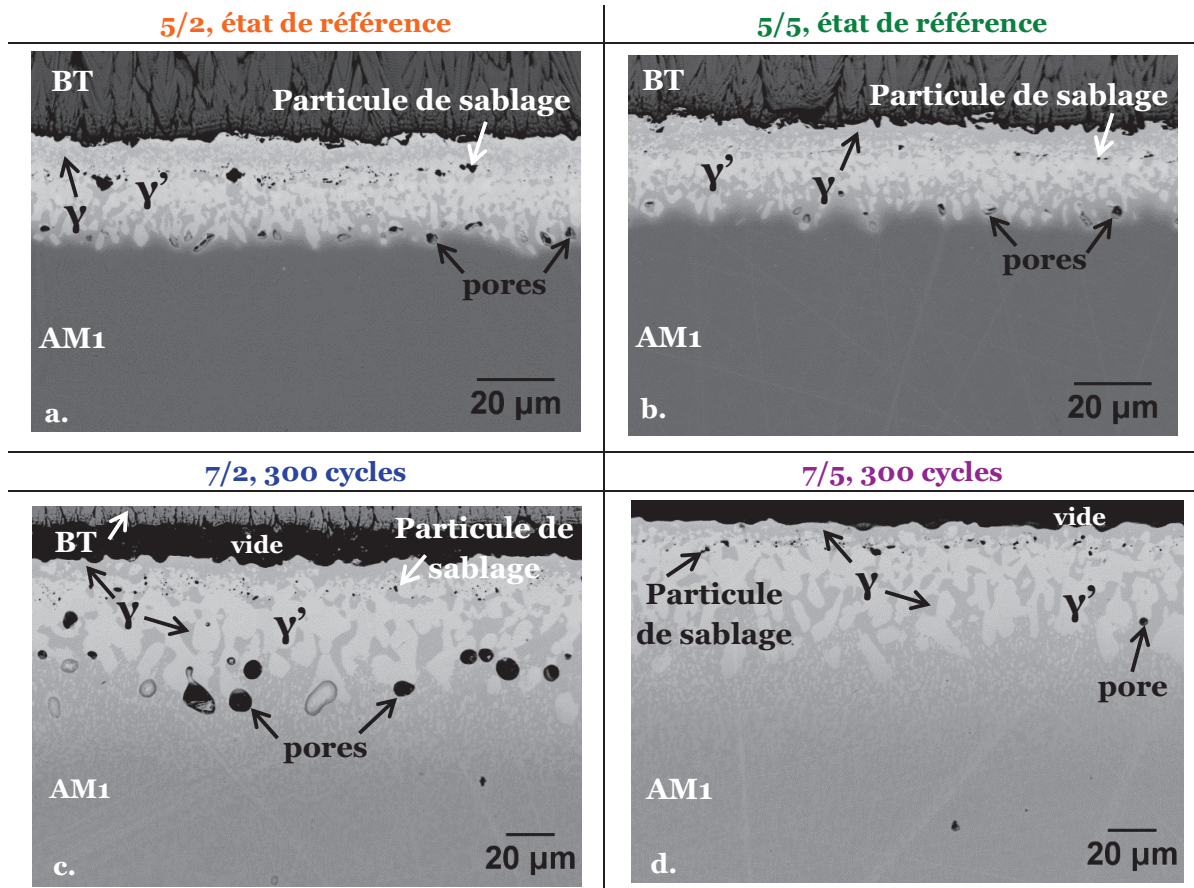 5/2, état de référence
5/5, état de référence
BT
Particule de sablage
γ
γ'
pores
AM1
20 µm
a.
BT
Particule de sablage
γ'
γ
pores
AM1
20 µm
b.
7/2, 300 cycles
7/5, 300 cycles
BT
vide
Particule de
sablage
γ
γ'
pores
AM1
20 µm
c.
vide
γ
γ'
Particule
de sablage
pore
AM1
20 µm
d.